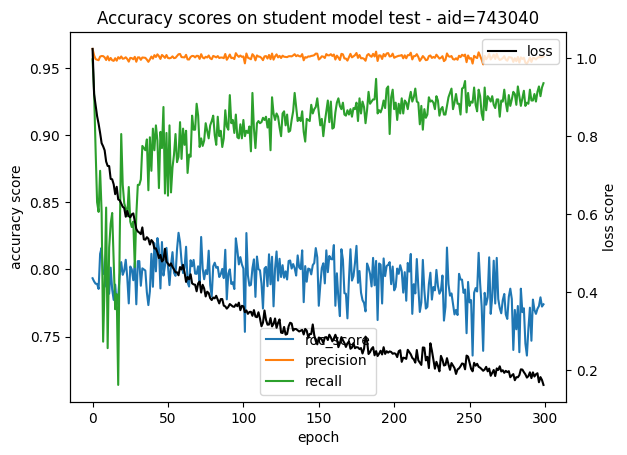 Accuracy scores on student model test - aid=743040
accuracy score
loss score
epoch
0.95
0.90
0.85
0.80
0.75
1.0
0.8
0.6
0.4
0.2
0
50
100
150
200
250
300
loss
roc_score
precision
recall